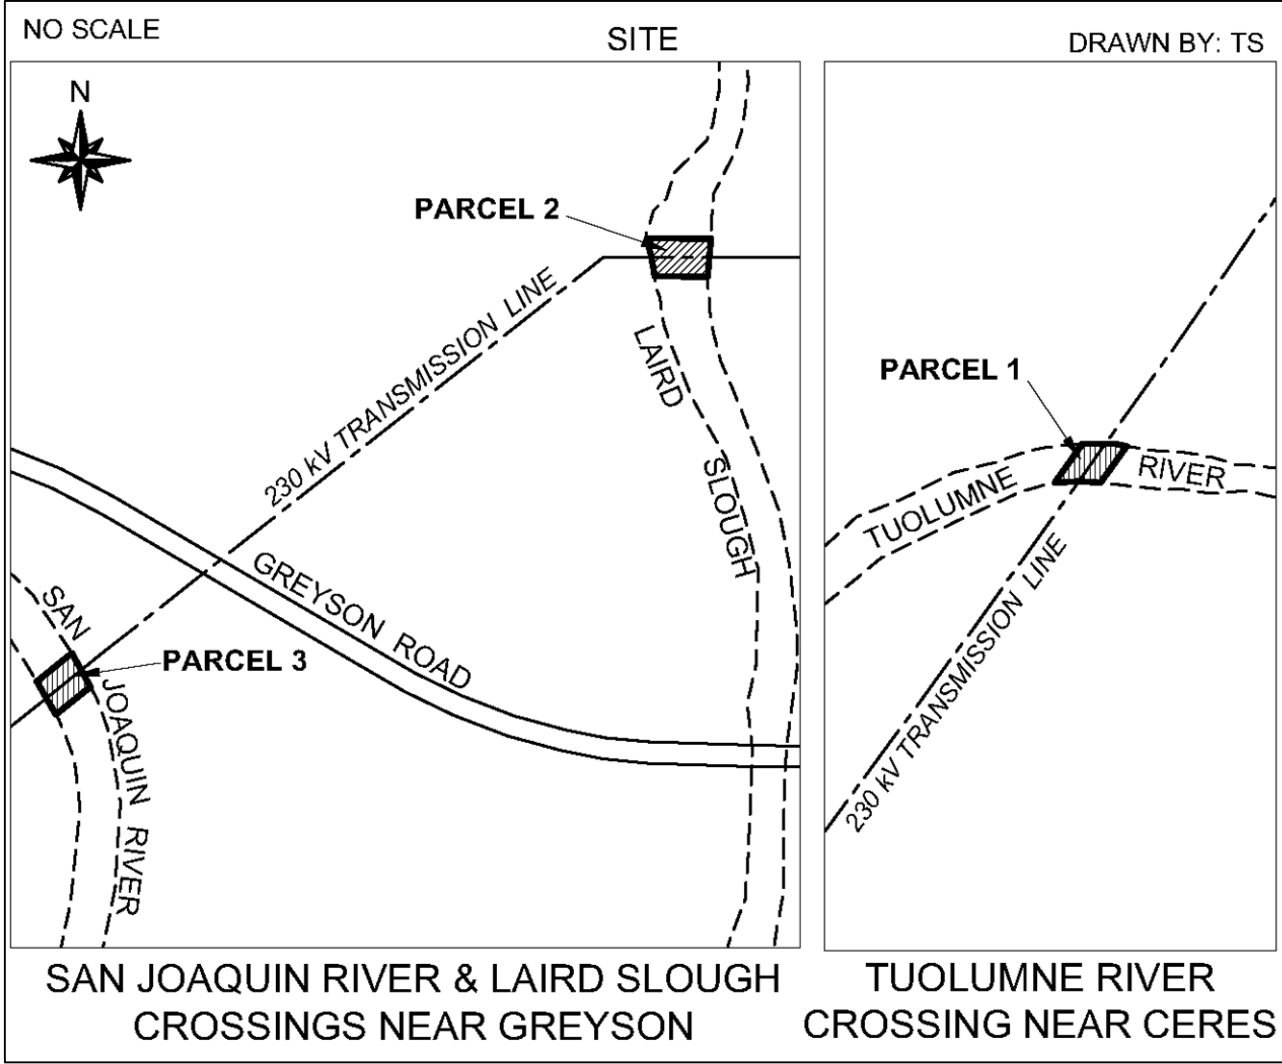 NO SCALE
SITE
DRAWN BY: TS
N
PARCEL 2
230 kV TRANSMISSION LINE
LAIRD
SLOUGH
GREYSON ROAD
SAN
JOAQUIN RIVER
PARCEL 3
SAN JOAQUIN RIVER & LAIRD SLOUGH
CROSSINGS NEAR GREYSON
PARCEL 1
TUOLUMNE
RIVER
230 kV TRANSMISSION LINE
TUOLUMNE RIVER
CROSSING NEAR CERES